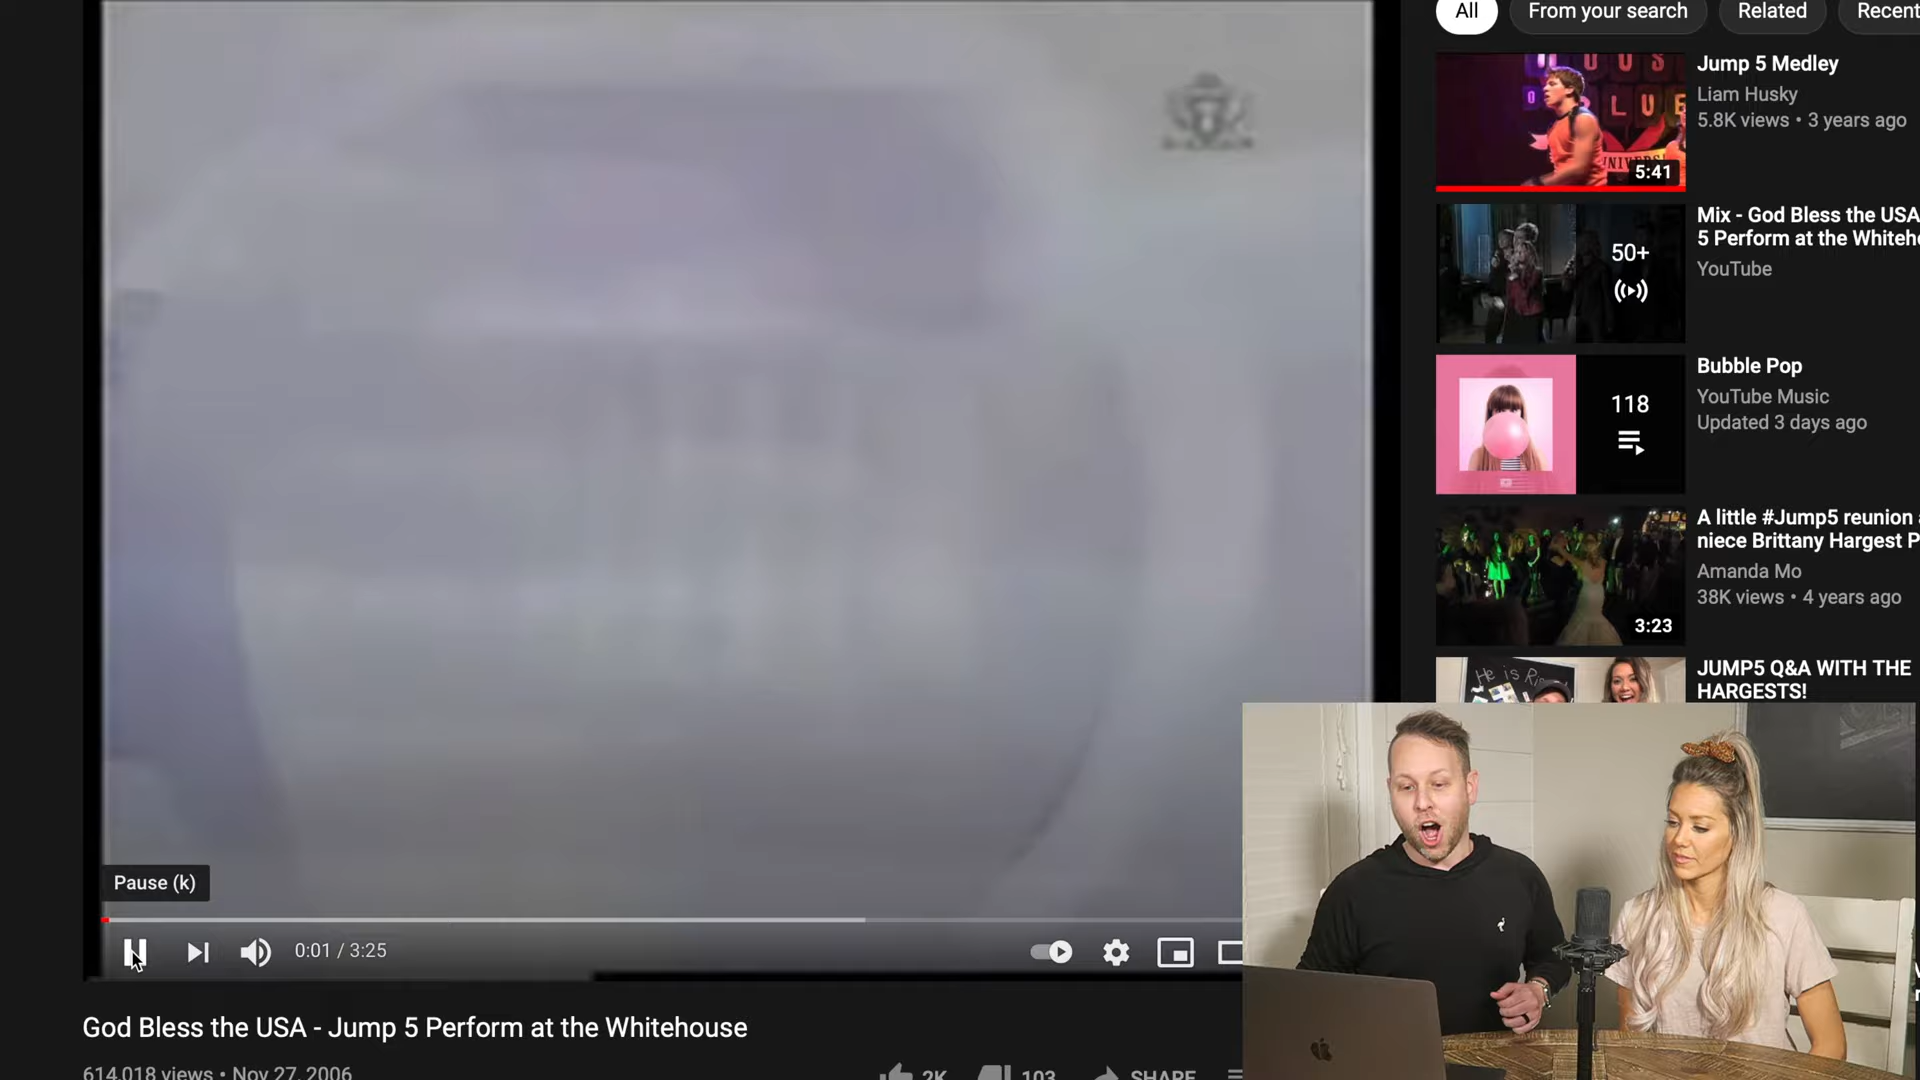 All
From your search
Related
Recent
Jump 5 Medley
Liam Husky
5.8K views • 3 years ago
5:41
Mix - God Bless the USA
5 Perform at the Whiteho
YouTube
50+
Bubble Pop
YouTube Music
Updated 3 days ago
118
A little #Jump5 reunion
niece Brittany Hargest P
Amanda Mo
38K views • 4 years ago
3:23
JUMP5 Q&A WITH THE
HARGESTS!
He is Ris
Pause (k)
0:01 / 3:25
God Bless the USA - Jump 5 Perform at the Whitehouse
614,018 views • Nov 27, 2006
2K
103
SHARE